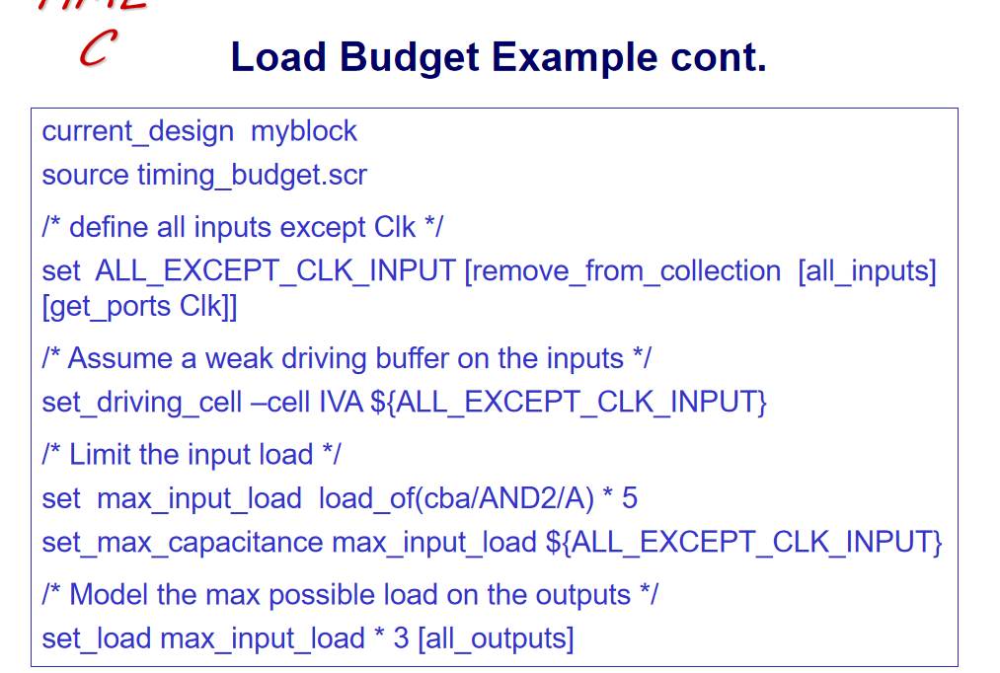 C
Load Budget Example cont.
current_design myblock
source timing_budget.scr
/* define all inputs except Clk */
set ALL_EXCEPT_CLK_INPUT [remove_from_collection [all_inputs]
[get_ports Clk]]
/* Assume a weak driving buffer on the inputs */
set_driving_cell –cell IVA ${ALL_EXCEPT_CLK_INPUT}
/* Limit the input load */
set max_input_load load_of(cba/AND2/A) * 5
set_max_capacitance max_input_load ${ALL_EXCEPT_CLK_INPUT}
/* Model the max possible load on the outputs */
set_load max_input_load * 3 [all_outputs]